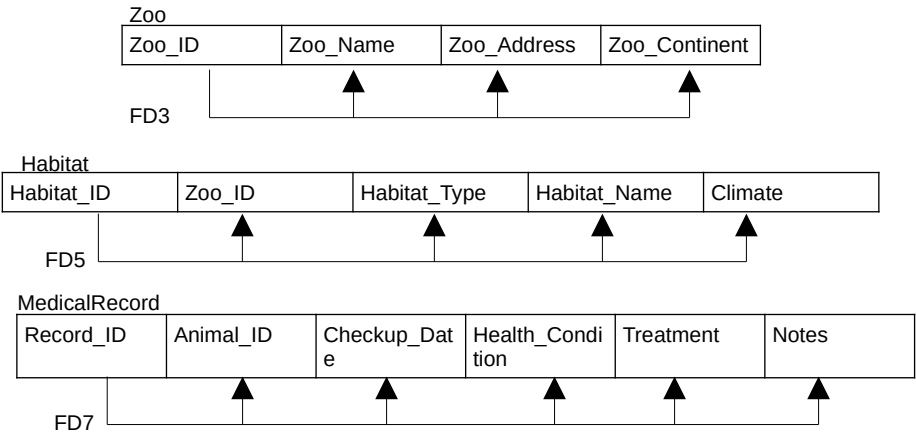 Zoo
Zoo_ID Zoo_Name Zoo_Address Zoo_Continent
FD3
Habitat
Habitat_ID Zoo_ID Habitat_Type Habitat_Name Climate
FD5
MedicalRecord
Record_ID Animal_ID Checkup_Dat Health_Condi Treatment Notes
e tion
FD7